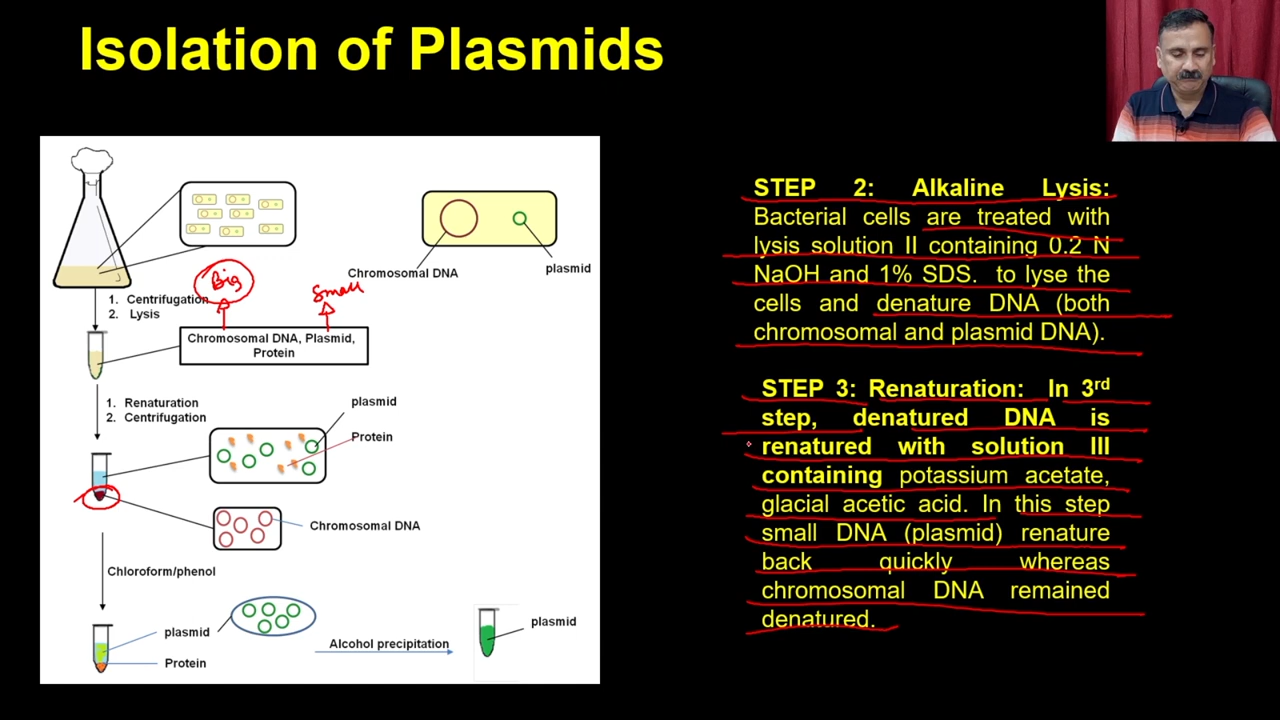 Isolation of Plasmids
Chromosomal DNA
plasmid
Big
Small
1. Centrifugation
2. Lysis
Chromosomal DNA, Plasmid,
Protein
1. Renaturation
2. Centrifugation
plasmid
Protein
Chromosomal DNA
Chloroform/phenol
plasmid
Protein
Alcohol precipitation
plasmid
STEP 2: Alkaline Lysis:
Bacterial cells are treated with
lysis solution II containing 0.2 N
NaOH and 1% SDS. to lyse the
cells and denature DNA (both
chromosomal and plasmid DNA).
STEP 3: Renaturation: In 3rd
step, denatured DNA is
renatured with solution III
containing potassium acetate,
glacial acetic acid. In this step
small DNA (plasmid) renature
back quickly whereas
chromosomal DNA remained
denatured.